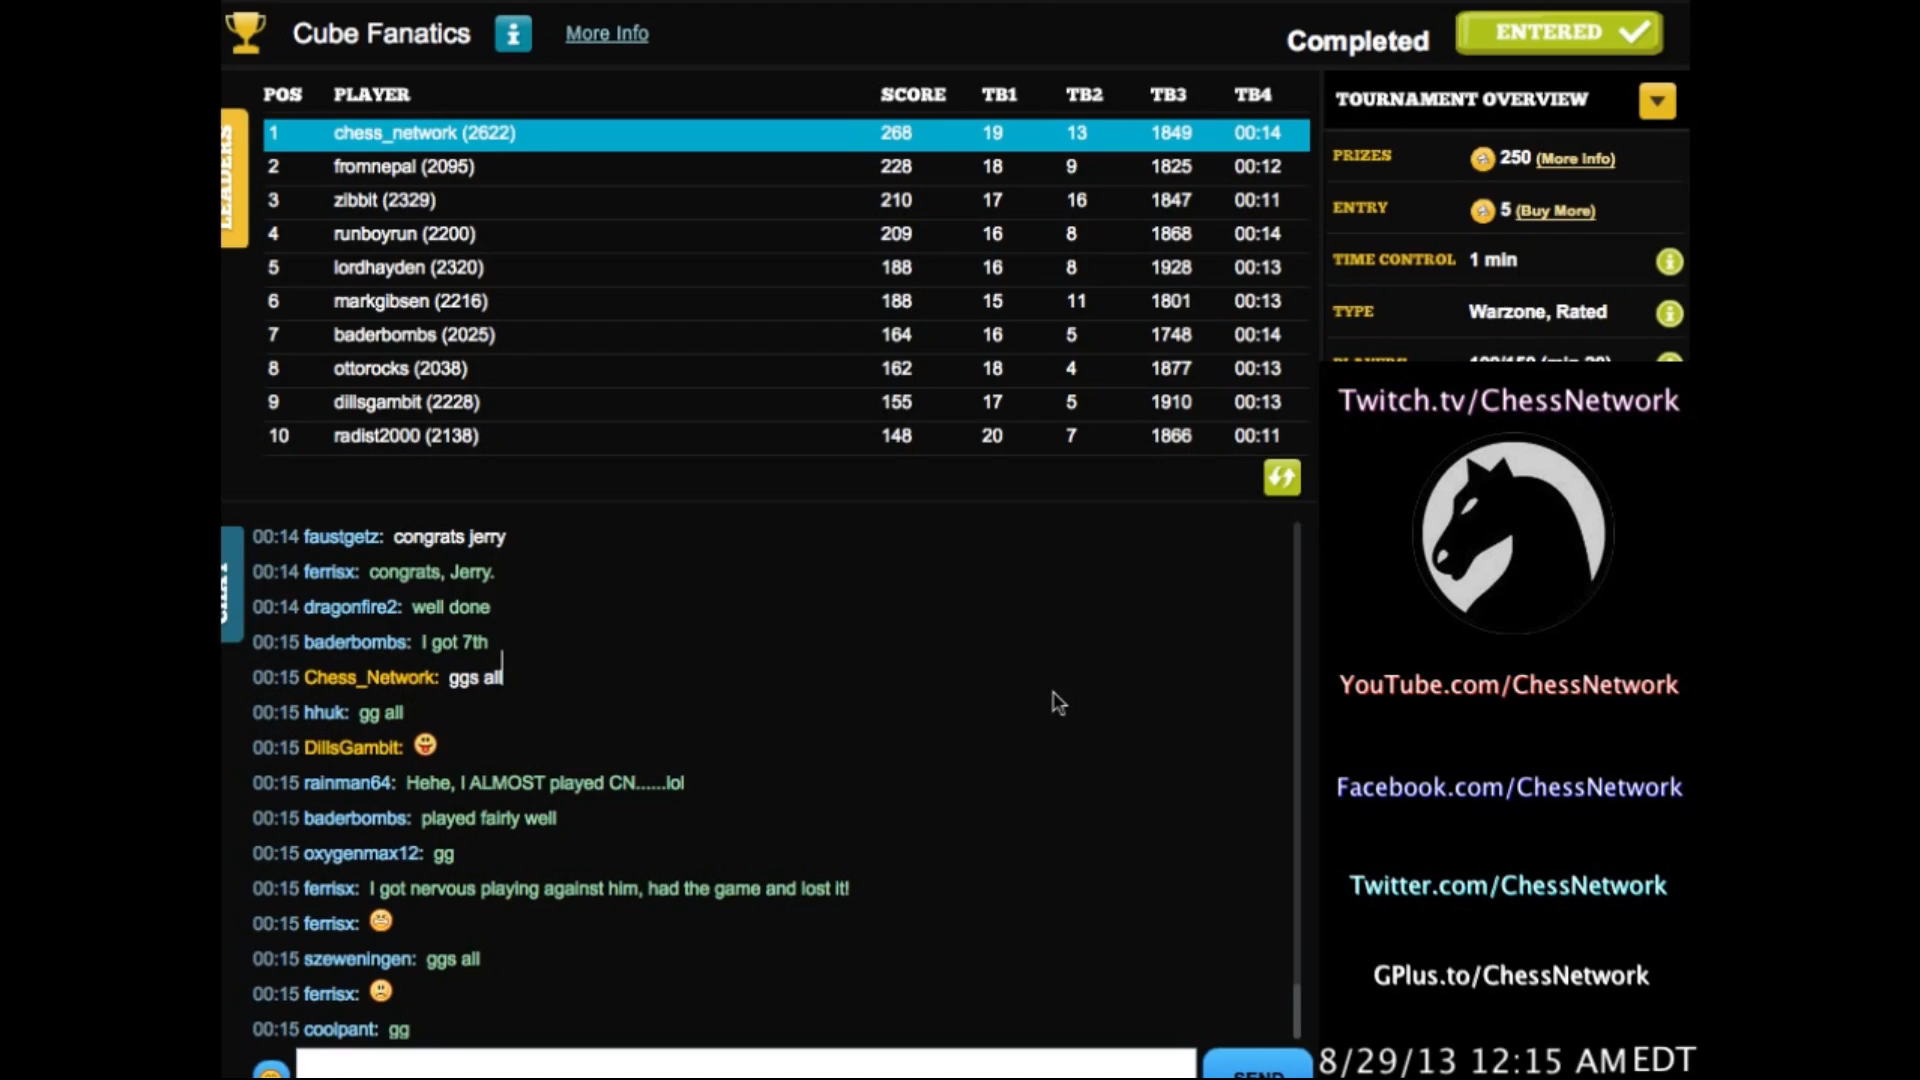 Cube Fanatics i More Info Completed ENTERED
POS PLAYER SCORE TB1 TB2 TB3 TB4
LEADERS
1 chess_network (2622) 268 19 13 1849 00:14
2 fromnepal (2095) 228 18 9 1825 00:12
3 zibbit (2329) 210 17 16 1847 00:11
4 runboyrun (2200) 209 16 8 1868 00:14
5 lordhayden (2320) 188 16 8 1928 00:13
6 markgibsen (2216) 188 15 11 1801 00:13
7 baderbombs (2025) 164 16 5 1748 00:14
8 ottorocks (2038) 162 18 4 1877 00:13
9 dillsgambit (2228) 155 17 5 1910 00:13
10 radist2000 (2138) 148 20 7 1866 00:11
TOURNAMENT OVERVIEW
PRIZES 250 (More Info)
ENTRY 5 (Buy More)
TIME CONTROL 1 min
TYPE Warzone, Rated
00:14 faustgetz: congrats jerry
00:14 ferrisx: congrats, Jerry.
00:14 dragonfire2: well done
00:15 baderbombs: I got 7th
00:15 Chess_Network: ggs all
00:15 hhuk: gg all
00:15 DillsGambit:
00:15 rainman64: Hehe, I ALMOST played CN......lol
00:15 baderbombs: played fairly well
00:15 oxygenmax12: gg
00:15 ferrisx: I got nervous playing against him, had the game and lost it!
00:15 ferrisx:
00:15 szeweningen: ggs all
00:15 ferrisx:
00:15 coolpant: gg
SEND
Twitch.tv/ChessNetwork
YouTube.com/ChessNetwork
Facebook.com/ChessNetwork
Twitter.com/ChessNetwork
GPlus.to/ChessNetwork
8/29/13 12:15 AM EDT